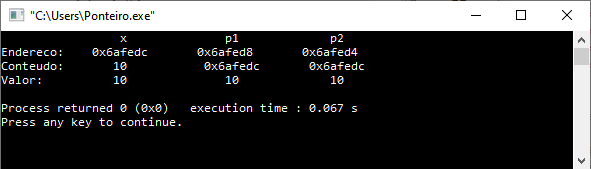 "C:\Users\Ponteiro.exe"
x p1 p2
Endereco: 0x6afedc 0x6afed8 0x6afed4
Conteudo: 10 0x6afedc 0x6afedc
Valor: 10 10 10
Process returned 0 (0x0) execution time : 0.067 s
Press any key to continue.